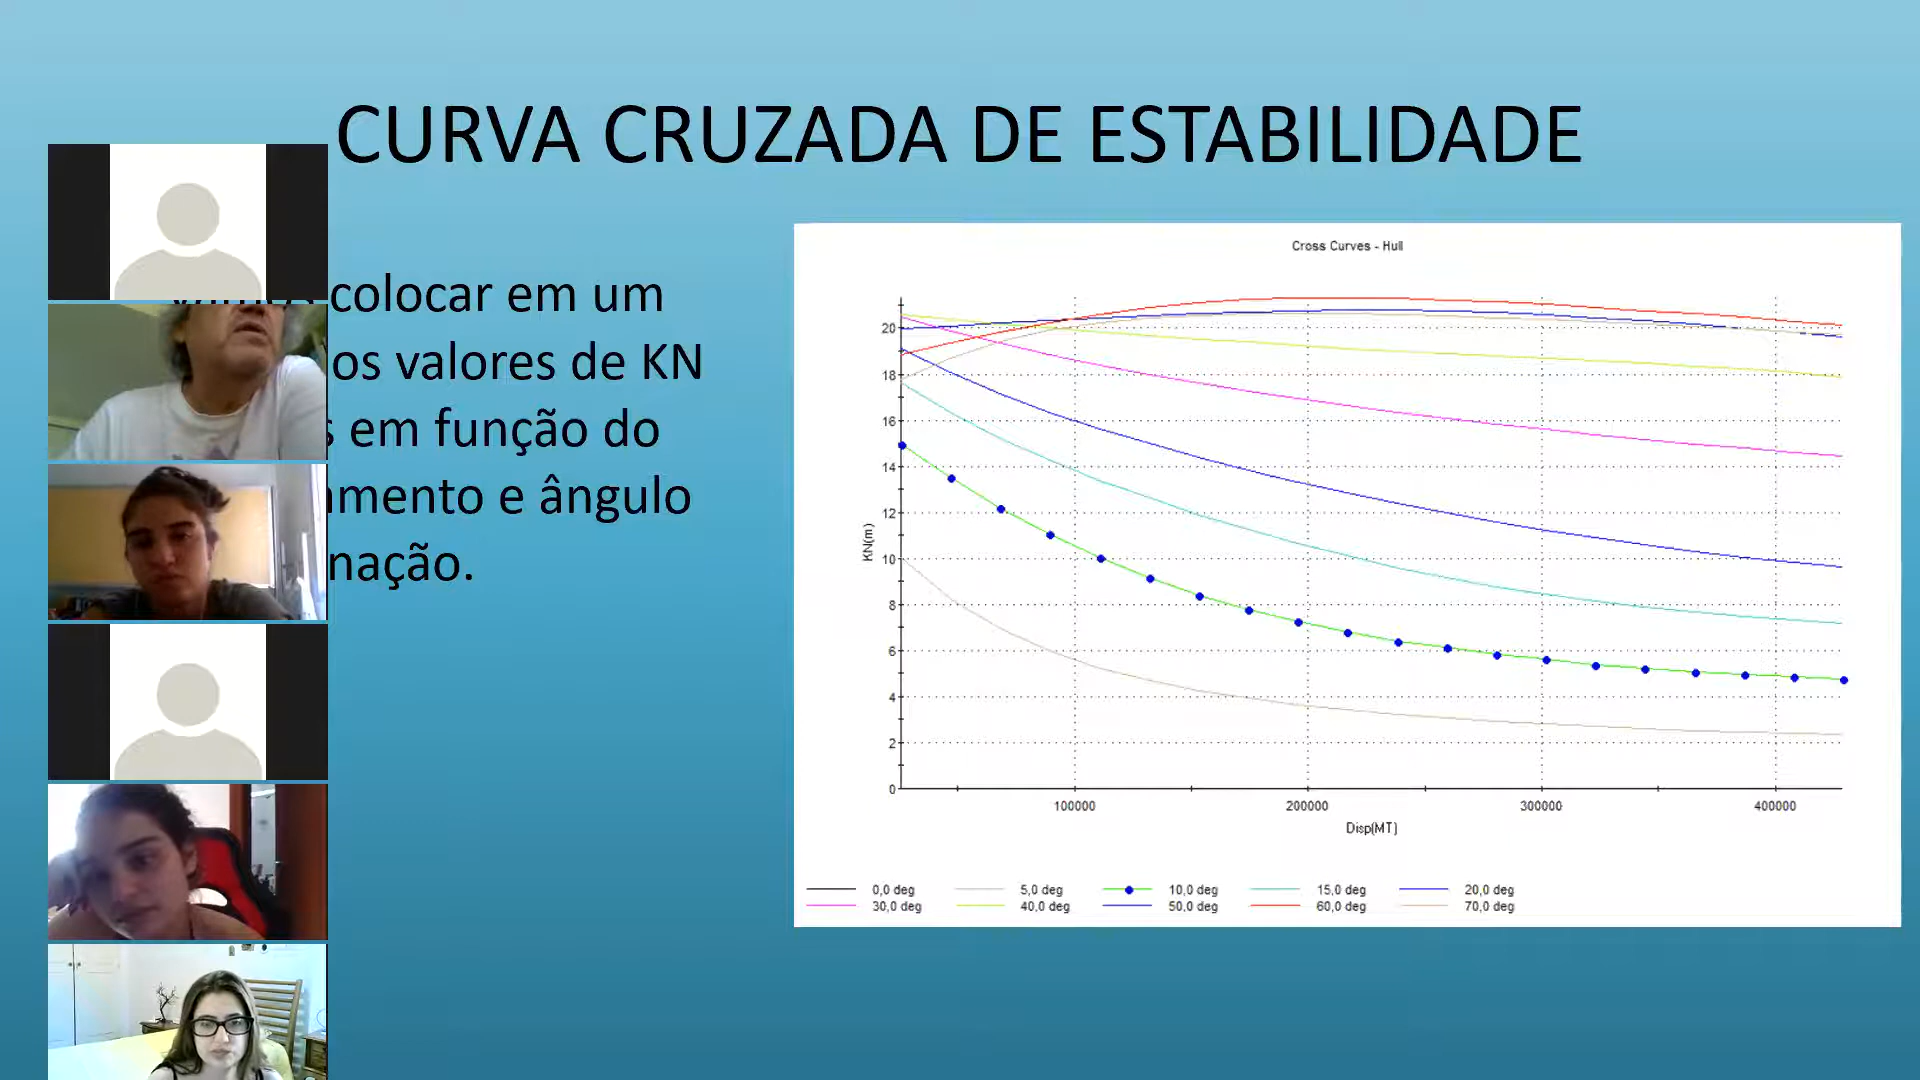 CURVA CRUZADA DE ESTABILIDADE
colocar em um
os valores de KN
em função do
e ângulo
Cross Curves - Hull
KN(m)
20
18
16
14
12
10
8
6
4
2
0
100000 200000 300000 400000
Disp(MT)
0,0 deg 5,0 deg 10,0 deg 15,0 deg 20,0 deg
30,0 deg 40,0 deg 50,0 deg 60,0 deg 70,0 deg